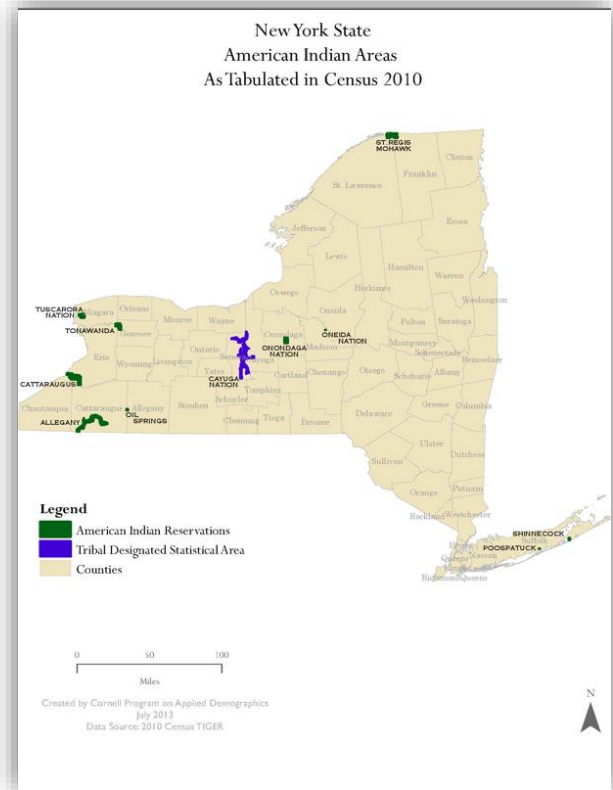 New York State
American Indian Areas
As Tabulated in Census 2010
ST. REGIS
MOHAWK
Clinton
Franklin
St. Lawrence
Essex
Jefferson
Lewis
Hamilton
Warren
Herkimer
Washington
Oswego
Oneida
TUSCARORA
NATION
Niagara
Orleans
Monroe
Wayne
TONAWANDA
Genesee
Onondaga
ONEIDA
NATION
ONONDAGA
NATION
Madison
Fulton
Saratoga
Montgomery
Schenectady
Rensselaer
Erie
Wyoming
Livingston
Ontario
Yates
Cayuga
CAYUGA
NATION
Cortland
Chenango
Otsego
Schoharie
Albany
CATTARAUGUS
Tompkins
Schuyler
Chautauqua
Cattaraugus
Allegany
Steuben
Chemung
Tioga
Broome
Delaware
Greene
Columbia
ALLEGANY
OIL
SPRINGS
Ulster
Dutchess
Sullivan
Orange
Putnam
Rockland
Westchester
SHINNECOCK
Suffolk
POOSPATUCK
Nassau
Richmond
Queens
Legend
American Indian Reservations
Tribal Designated Statistical Area
Counties
0 50 100
Miles
Created by Cornell Program on Applied Demographics
July 2013
Data Source: 2010 Census TIGER
N